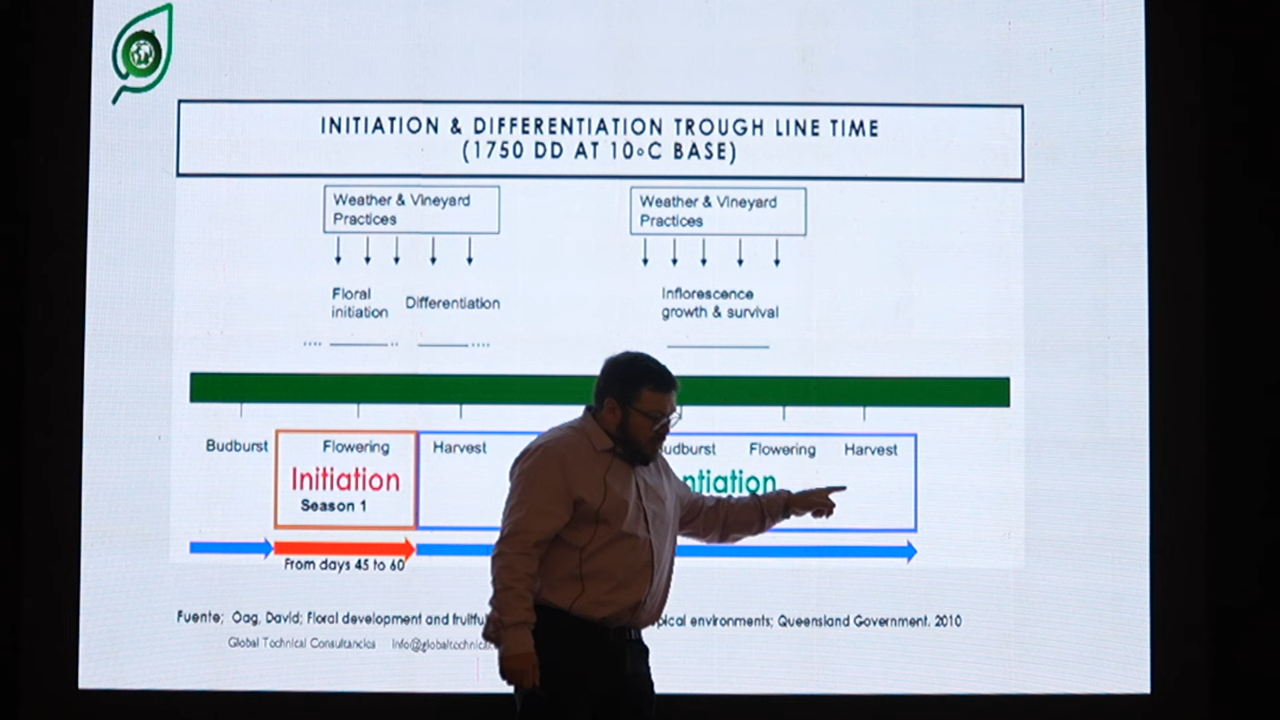 INITIATION & DIFFERENTIATION TROUGH LINE TIME
(1750 DD AT 10°C BASE)
Weather & Vineyard
Practices
Weather & Vineyard
Practices
Floral
initiation
Differentiation
Inflorescence
growth & survival
Budburst
Flowering
Harvest
udburst
Flowering
Harvest
Initiation
ntiation
Season 1
From days 45 to 60
Fuente; Oag, David; Floral development and fruitful
pical environments; Queensland Government. 2010
Global Technical Consultancies info@globaltechnical